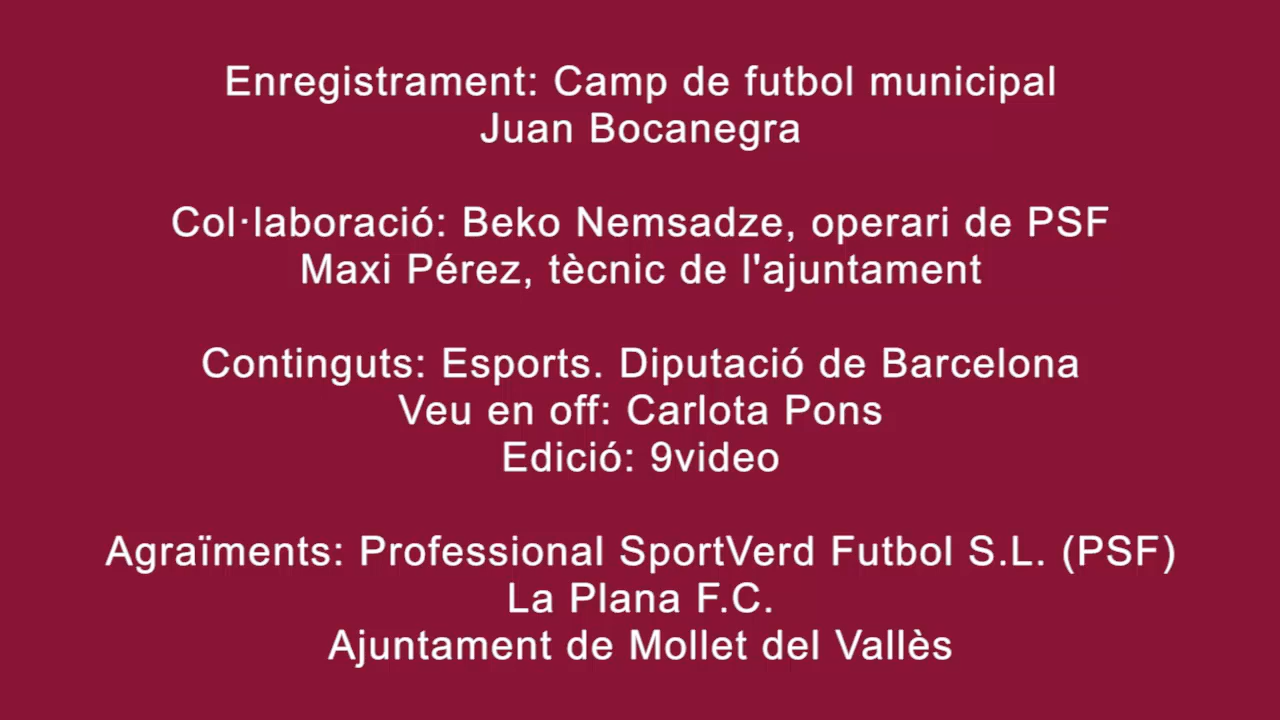 Enregistrament: Camp de futbol municipal
Juan Bocanegra
Col·laboració: Beko Nemsadze, operari de PSF
Maxi Pérez, tècnic de l'ajuntament
Continguts: Esports. Diputació de Barcelona
Veu en off: Carlota Pons
Edició: 9video
Agraïments: Professional SportVerd Futbol S.L. (PSF)
La Plana F.C.
Ajuntament de Mollet del Vallès